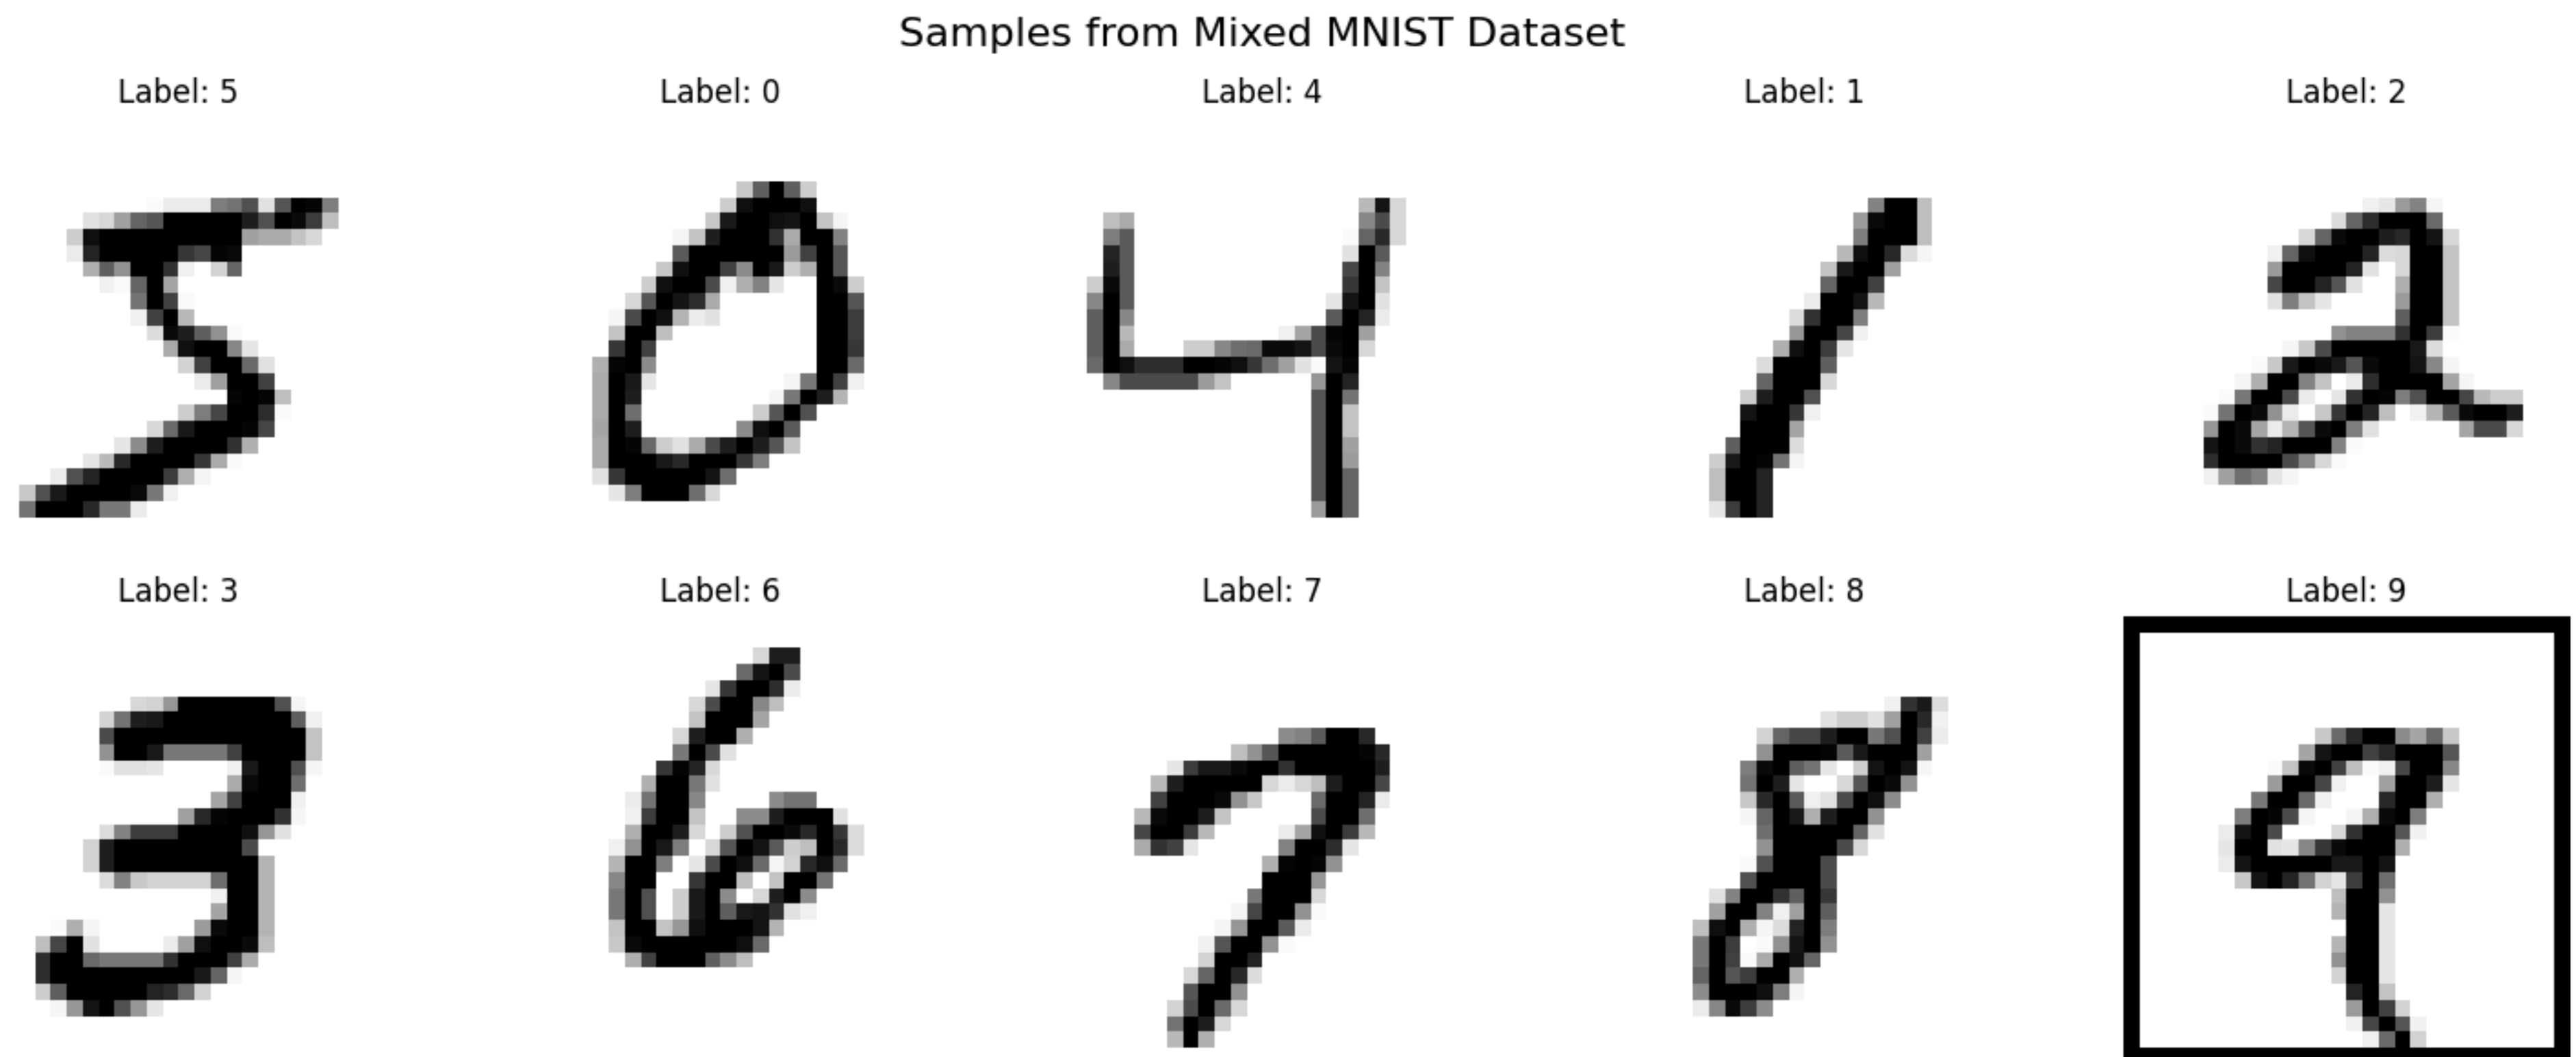 Samples from Mixed MNIST Dataset
Label: 5 Label: 0 Label: 4 Label: 1 Label: 2
5 0 4 1 2
Label: 3 Label: 6 Label: 7 Label: 8 Label: 9
3 6 7 8 9